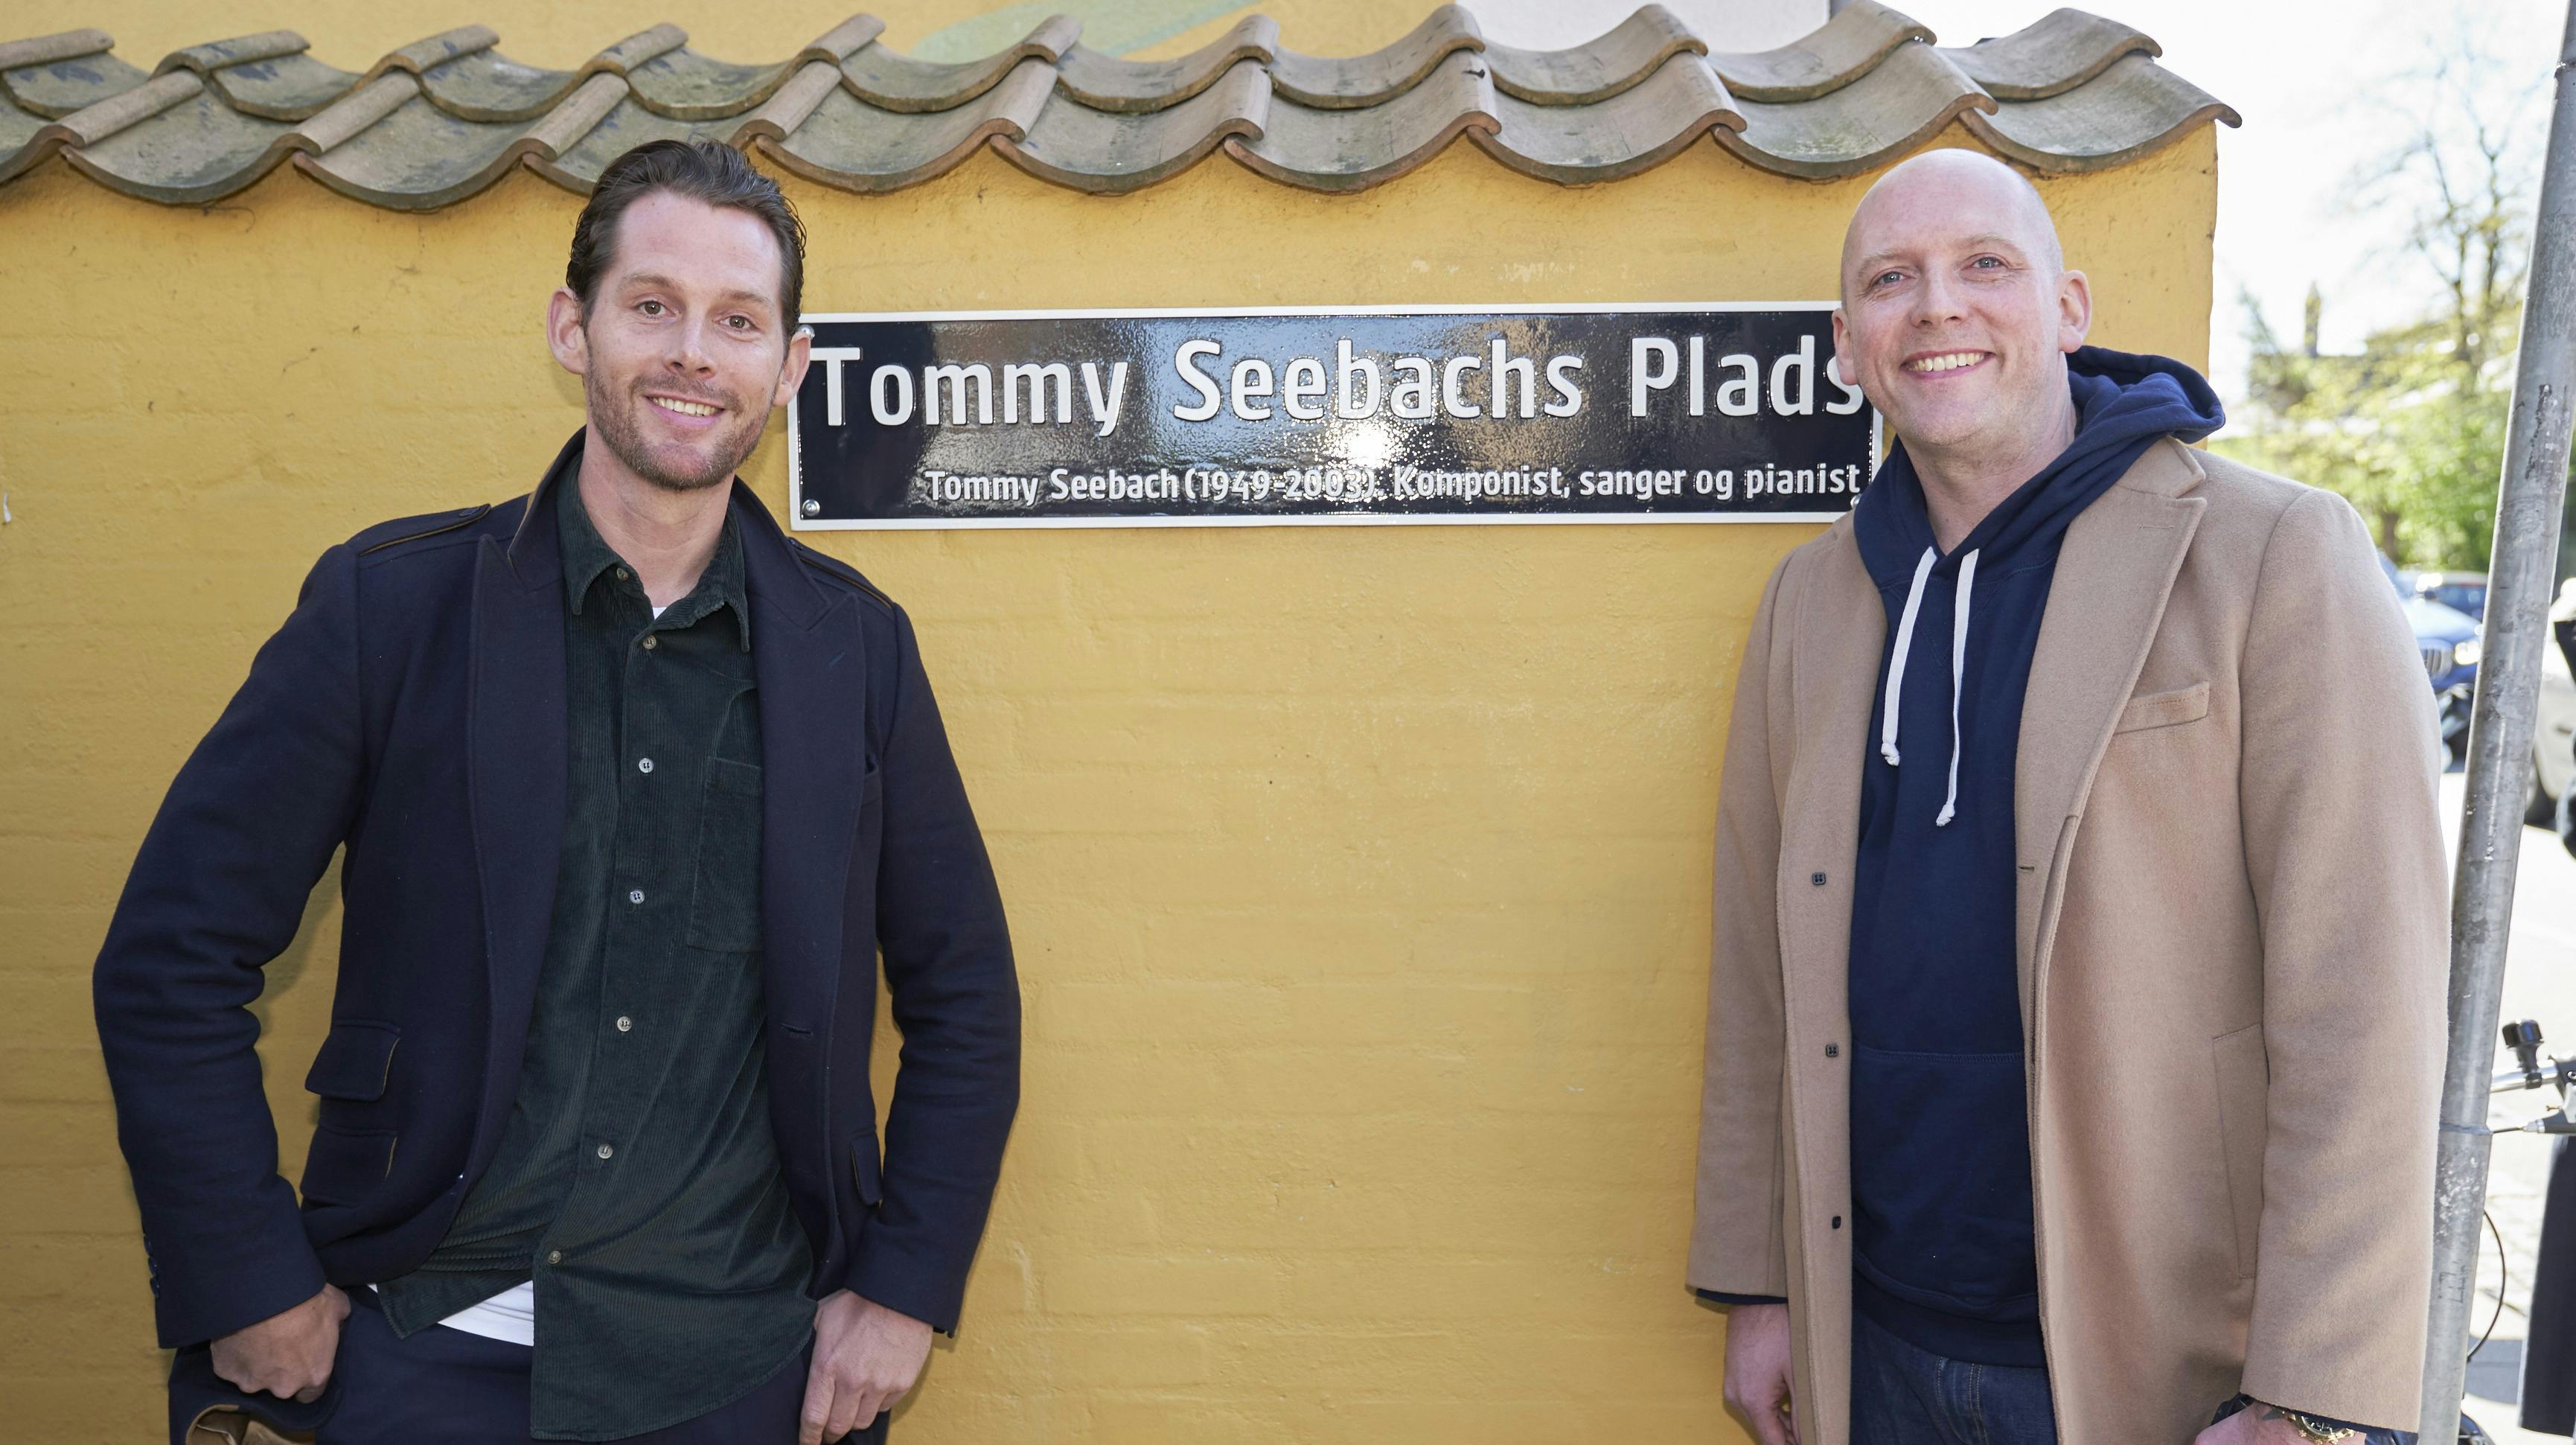 Tommy Seebachs Plads
Tommy Seebach (1949-2003). Komponist, sanger og pianist